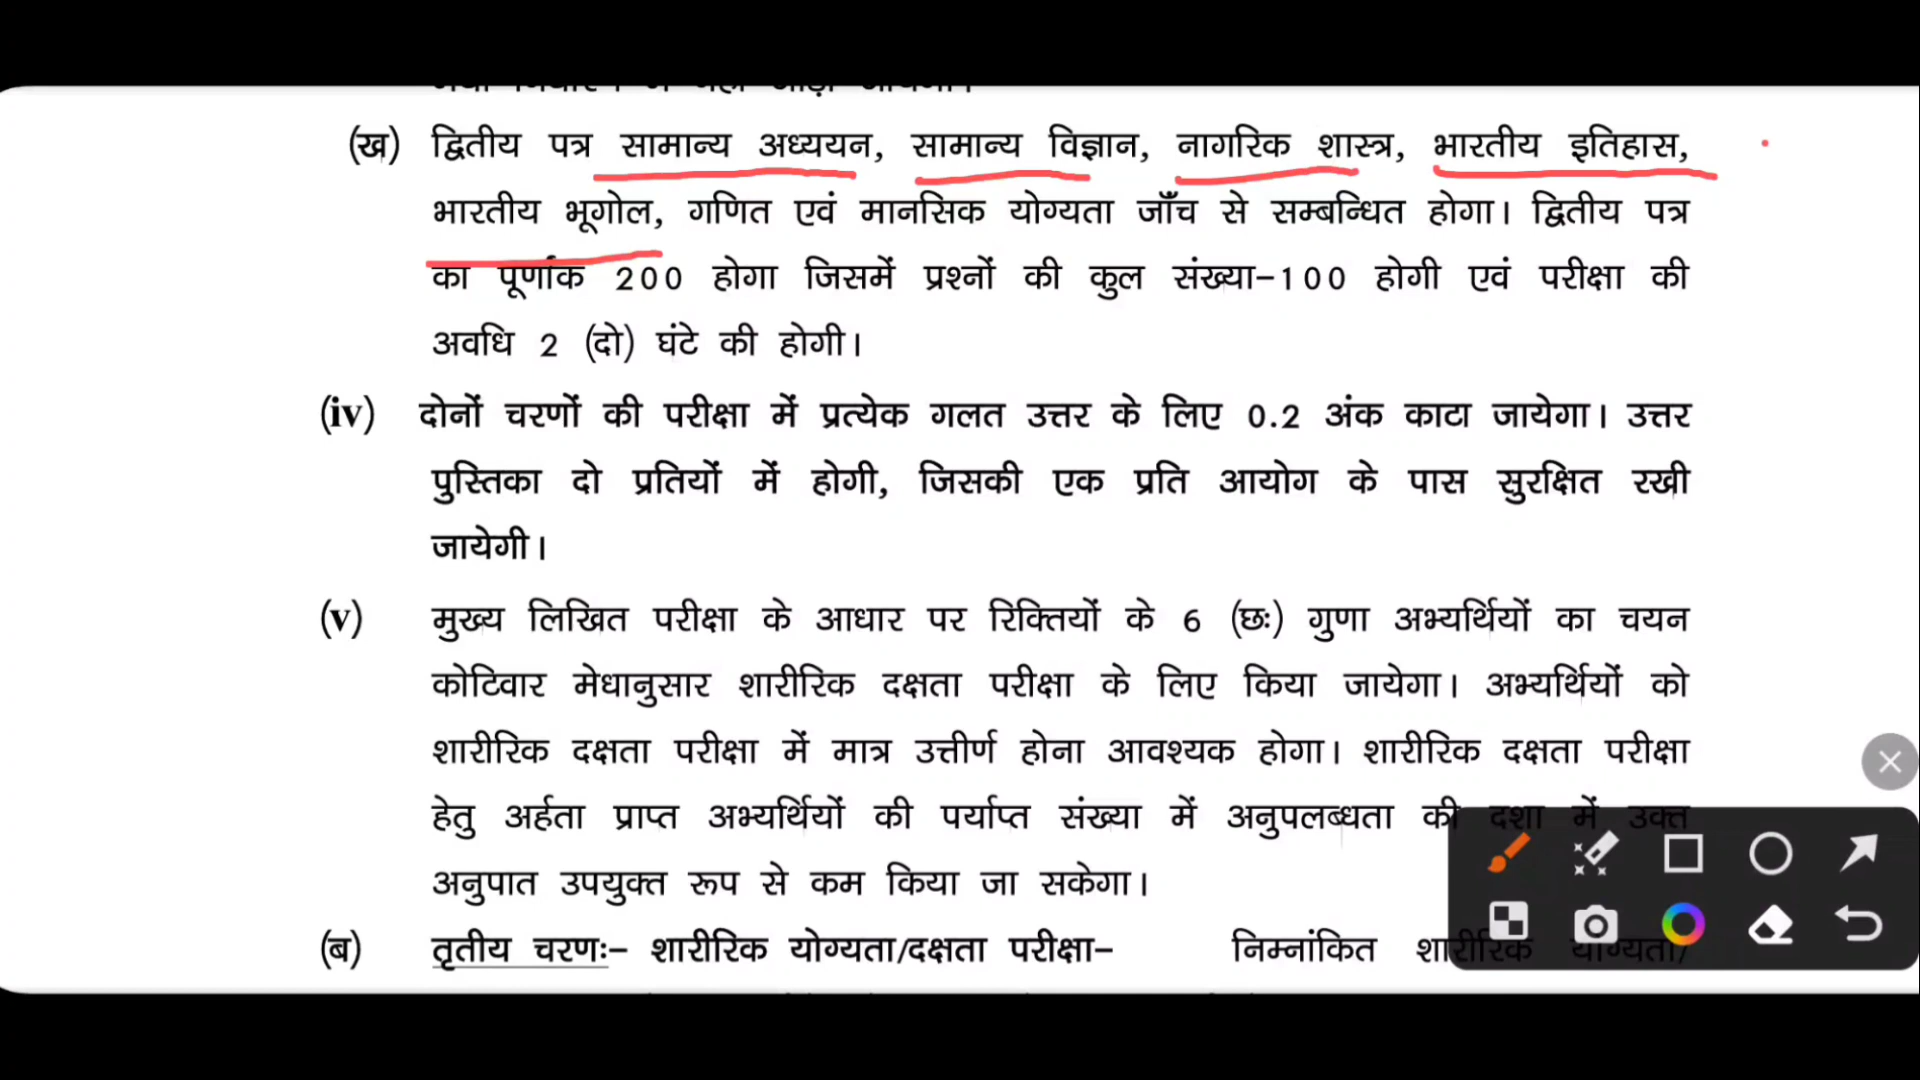 (ख) द्वितीय पत्र सामान्य अध्ययन, सामान्य विज्ञान, नागरिक शास्त्र, भारतीय इतिहास,
भारतीय भूगोल, गणित एवं मानसिक योग्यता जाँच से सम्बन्धित होगा। द्वितीय पत्र
का पूर्णांक 200 होगा जिसमें प्रश्नों की कुल संख्या-100 होगी एवं परीक्षा की
अवधि 2 (दो) घंटे की होगी।
(iv) दोनों चरणों की परीक्षा में प्रत्येक गलत उत्तर के लिए 0.2 अंक काटा जायेगा। उत्तर
पुस्तिका दो प्रतियों में होगी, जिसकी एक प्रति आयोग के पास सुरक्षित रखी
जायेगी।
(v) मुख्य लिखित परीक्षा के आधार पर रिक्तियों के 6 (छः) गुणा अभ्यर्थियों का चयन
कोटिवार मेधानुसार शारीरिक दक्षता परीक्षा के लिए किया जायेगा। अभ्यर्थियों को
शारीरिक दक्षता परीक्षा में मात्र उत्तीर्ण होना आवश्यक होगा। शारीरिक दक्षता परीक्षा
हेतु अर्हता प्राप्त अभ्यर्थियों की पर्याप्त संख्या में अनुपलब्धता की दशा में उक्त
अनुपात उपयुक्त रूप से कम किया जा सकेगा।
(ब) तृतीय चरणः- शारीरिक योग्यता/दक्षता परीक्षा- निम्नांकित शारीरिक योग्यता/